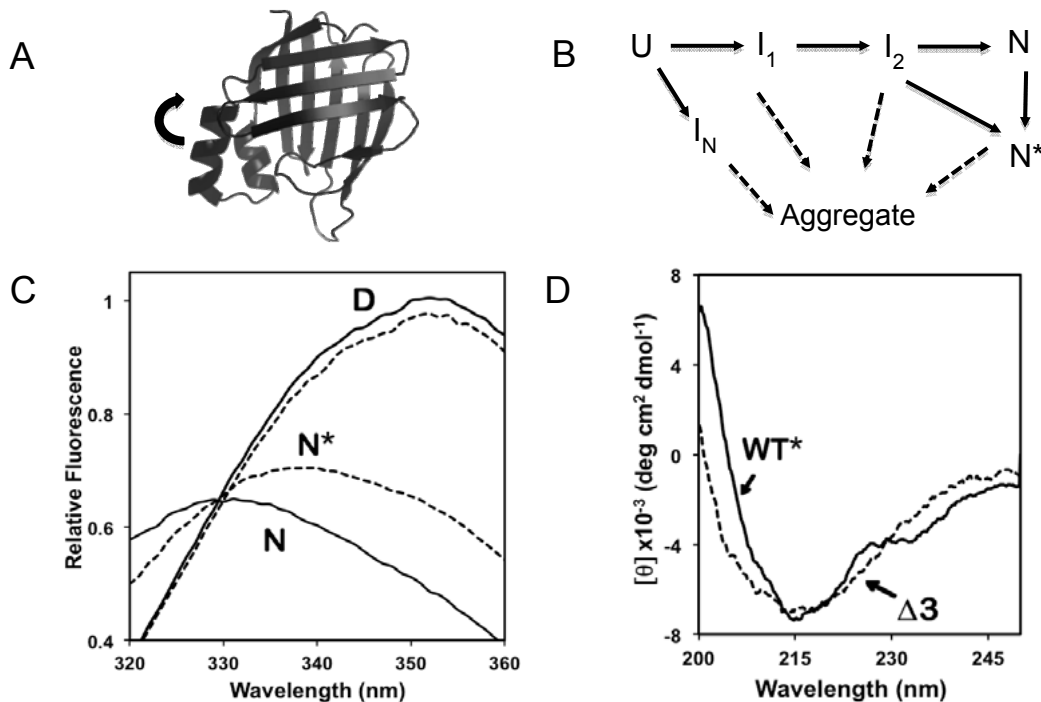 A
B
U I₁ I₂ N
I_N N*
Aggregate
C
D
N*
N
Relative Fluorescence
1
0.8
0.6
0.4
320 330 340 350 360
Wavelength (nm)
D
WT*
Δ3
[θ] x10⁻³ (deg cm² dmol⁻¹)
8
4
0
-4
-8
200 215 230 245
Wavelength (nm)